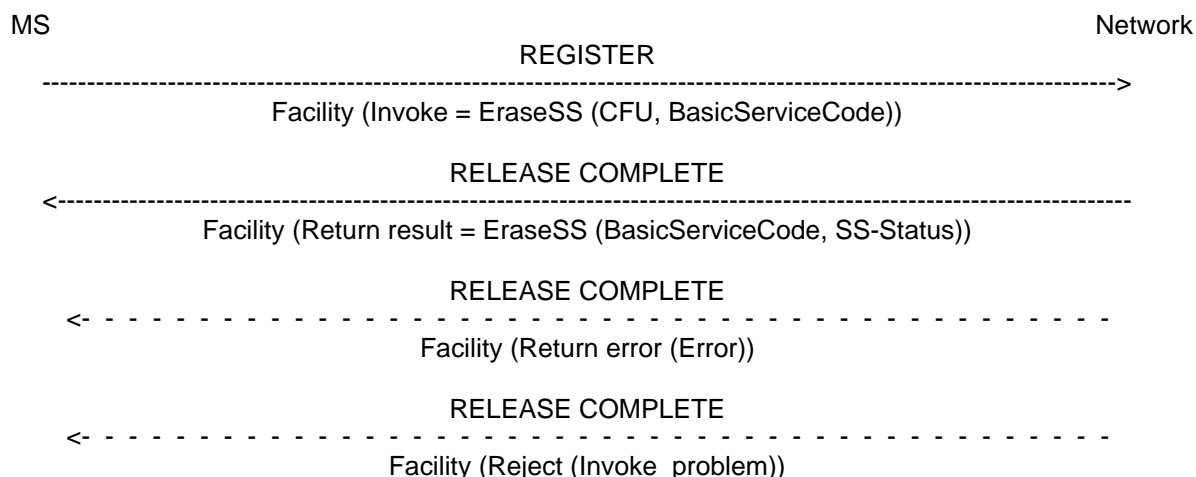 MS Network
REGISTER
Facility (Invoke = EraseSS (CFU, BasicServiceCode))
RELEASE COMPLETE
Facility (Return result = EraseSS (BasicServiceCode, SS-Status))
RELEASE COMPLETE
Facility (Return error (Error))
RELEASE COMPLETE
Facility (Reject (Invoke_problem))